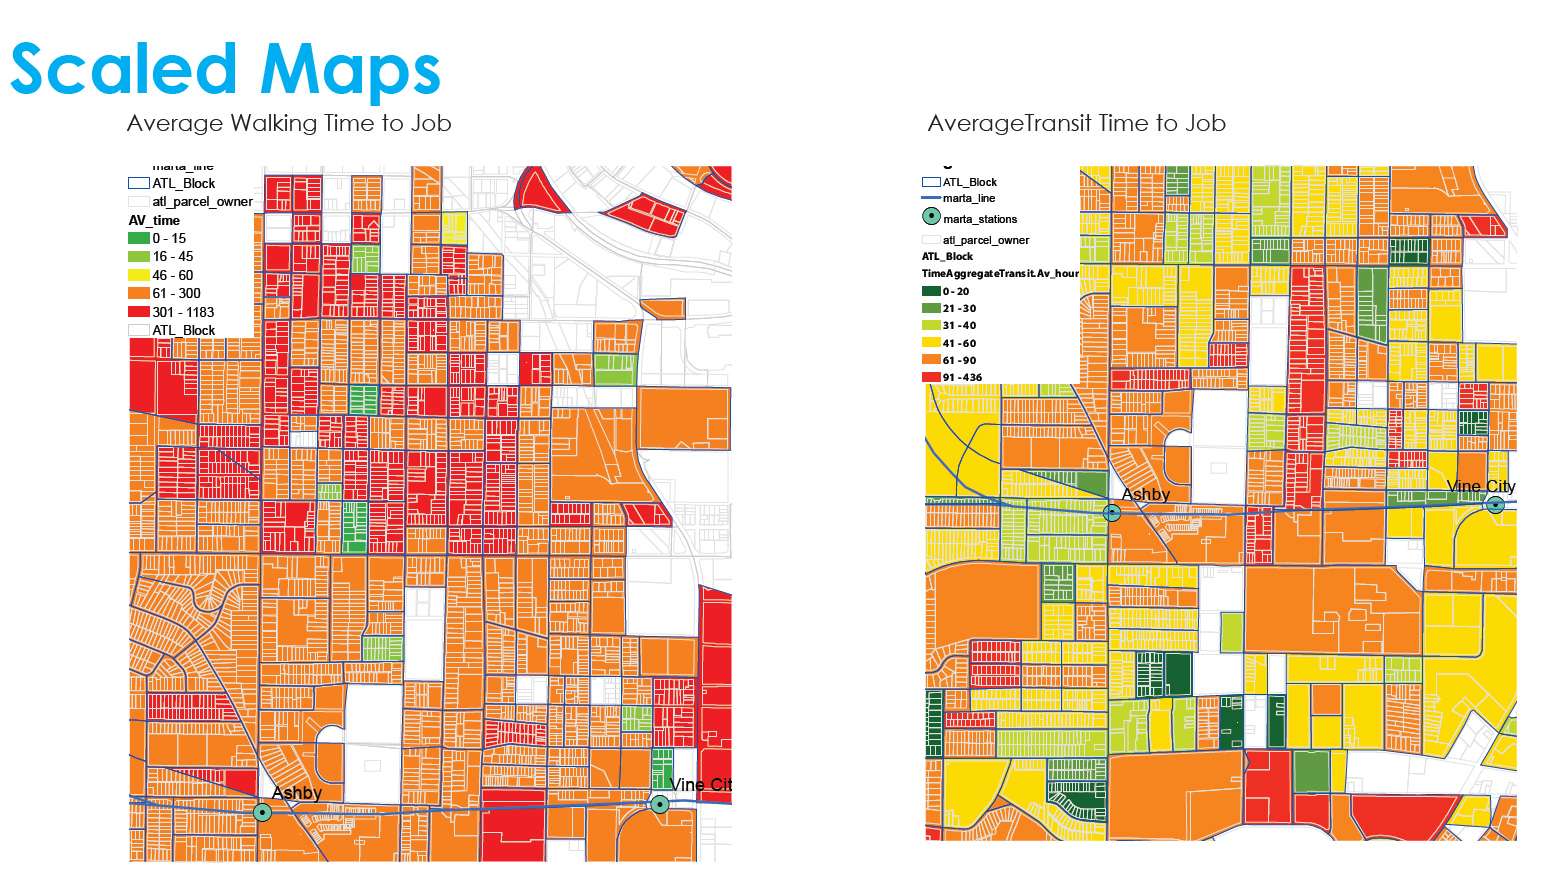 Scaled Maps
Average Walking Time to Job
marta_line
ATL_Block
atl_parcel_owner
AV_time
0 - 15
16 - 45
46 - 60
61 - 300
301 - 1183
ATL_Block
Ashby
Vine Cit
AverageTransit Time to Job
ATL_Block
marta_line
marta_stations
atl_parcel_owner
ATL_Block
TimeAggregateTransit.Av_hour
0 - 20
21 - 30
31 - 40
41 - 60
61 - 90
91 - 436
Ashby
Vine City